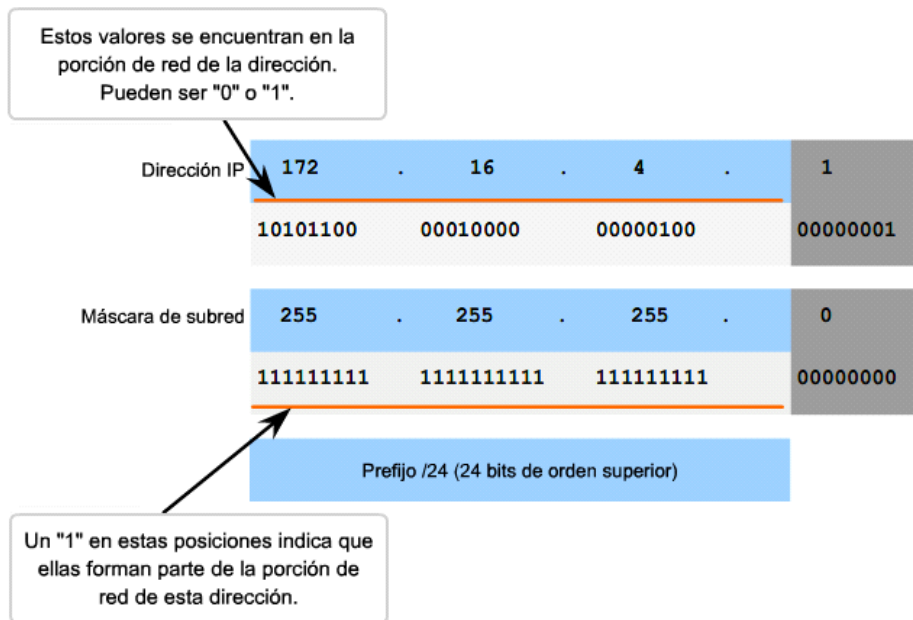 Estos valores se encuentran en la
porción de red de la dirección.
Pueden ser "0" o "1".
Dirección IP 172 . 16 . 4 . 1
10101100 00010000 00000100 00000001
Máscara de subred 255 . 255 . 255 . 0
111111111 1111111111 111111111 00000000
Prefijo /24 (24 bits de orden superior)
Un "1" en estas posiciones indica que
ellas forman parte de la porción de
red de esta dirección.